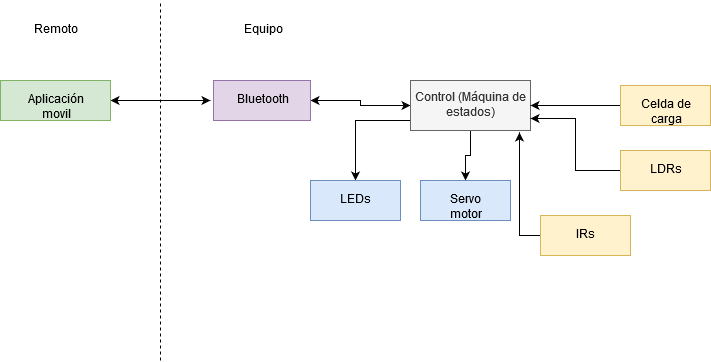 Remoto
Equipo
Aplicación
movil
Bluetooth
Control (Máquina de
estados)
Celda de
carga
LDRs
LEDs
Servo
motor
IRs